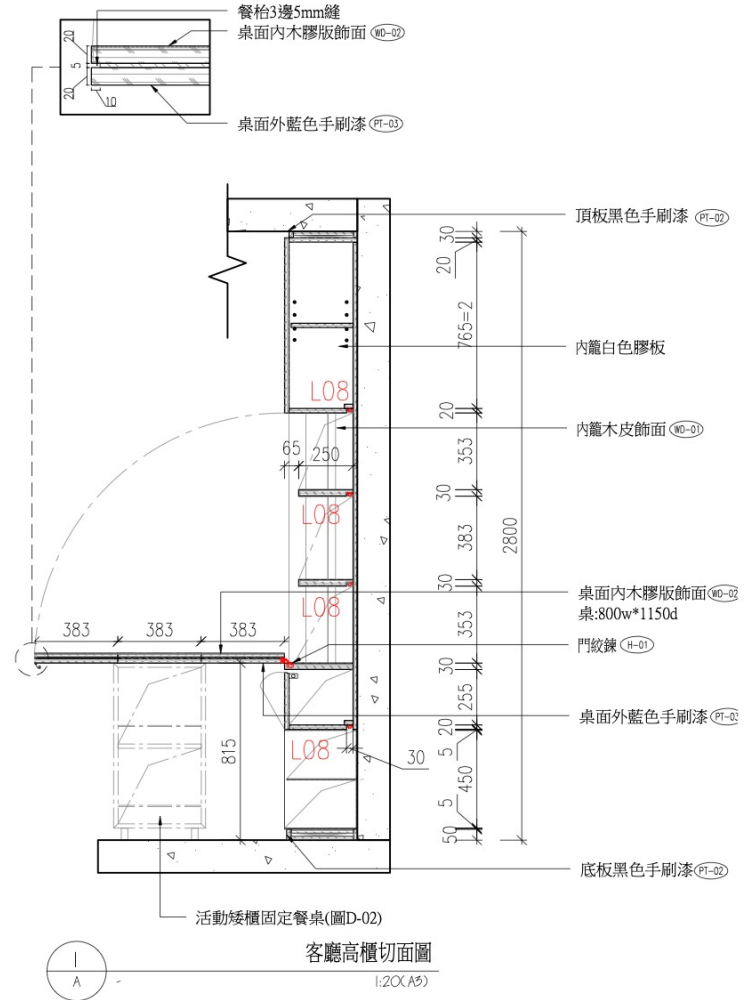 餐枱3邊5mm縫
桌面內木膠版飾面 WD-02
20
5
20
10
桌面外藍色手刷漆 PT-03
頂板黑色手刷漆 PT-02
30
20
765=2
內籠白色膠板
L08
20
內籠木皮飾面 WD-01
65 250
353
30
L08
383
2800
30
桌面內木膠版飾面 WD-02
桌:800w*1150d
L08
353
383 383 383
門絞鍊 H-01
30
255
桌面外藍色手刷漆 PT-03
20
L08
30
815
5
450
5
50
底板黑色手刷漆 PT-02
活動矮櫃固定餐桌(圖D-02)
I
A
-
客廳高櫃切面圖
1:20(A3)